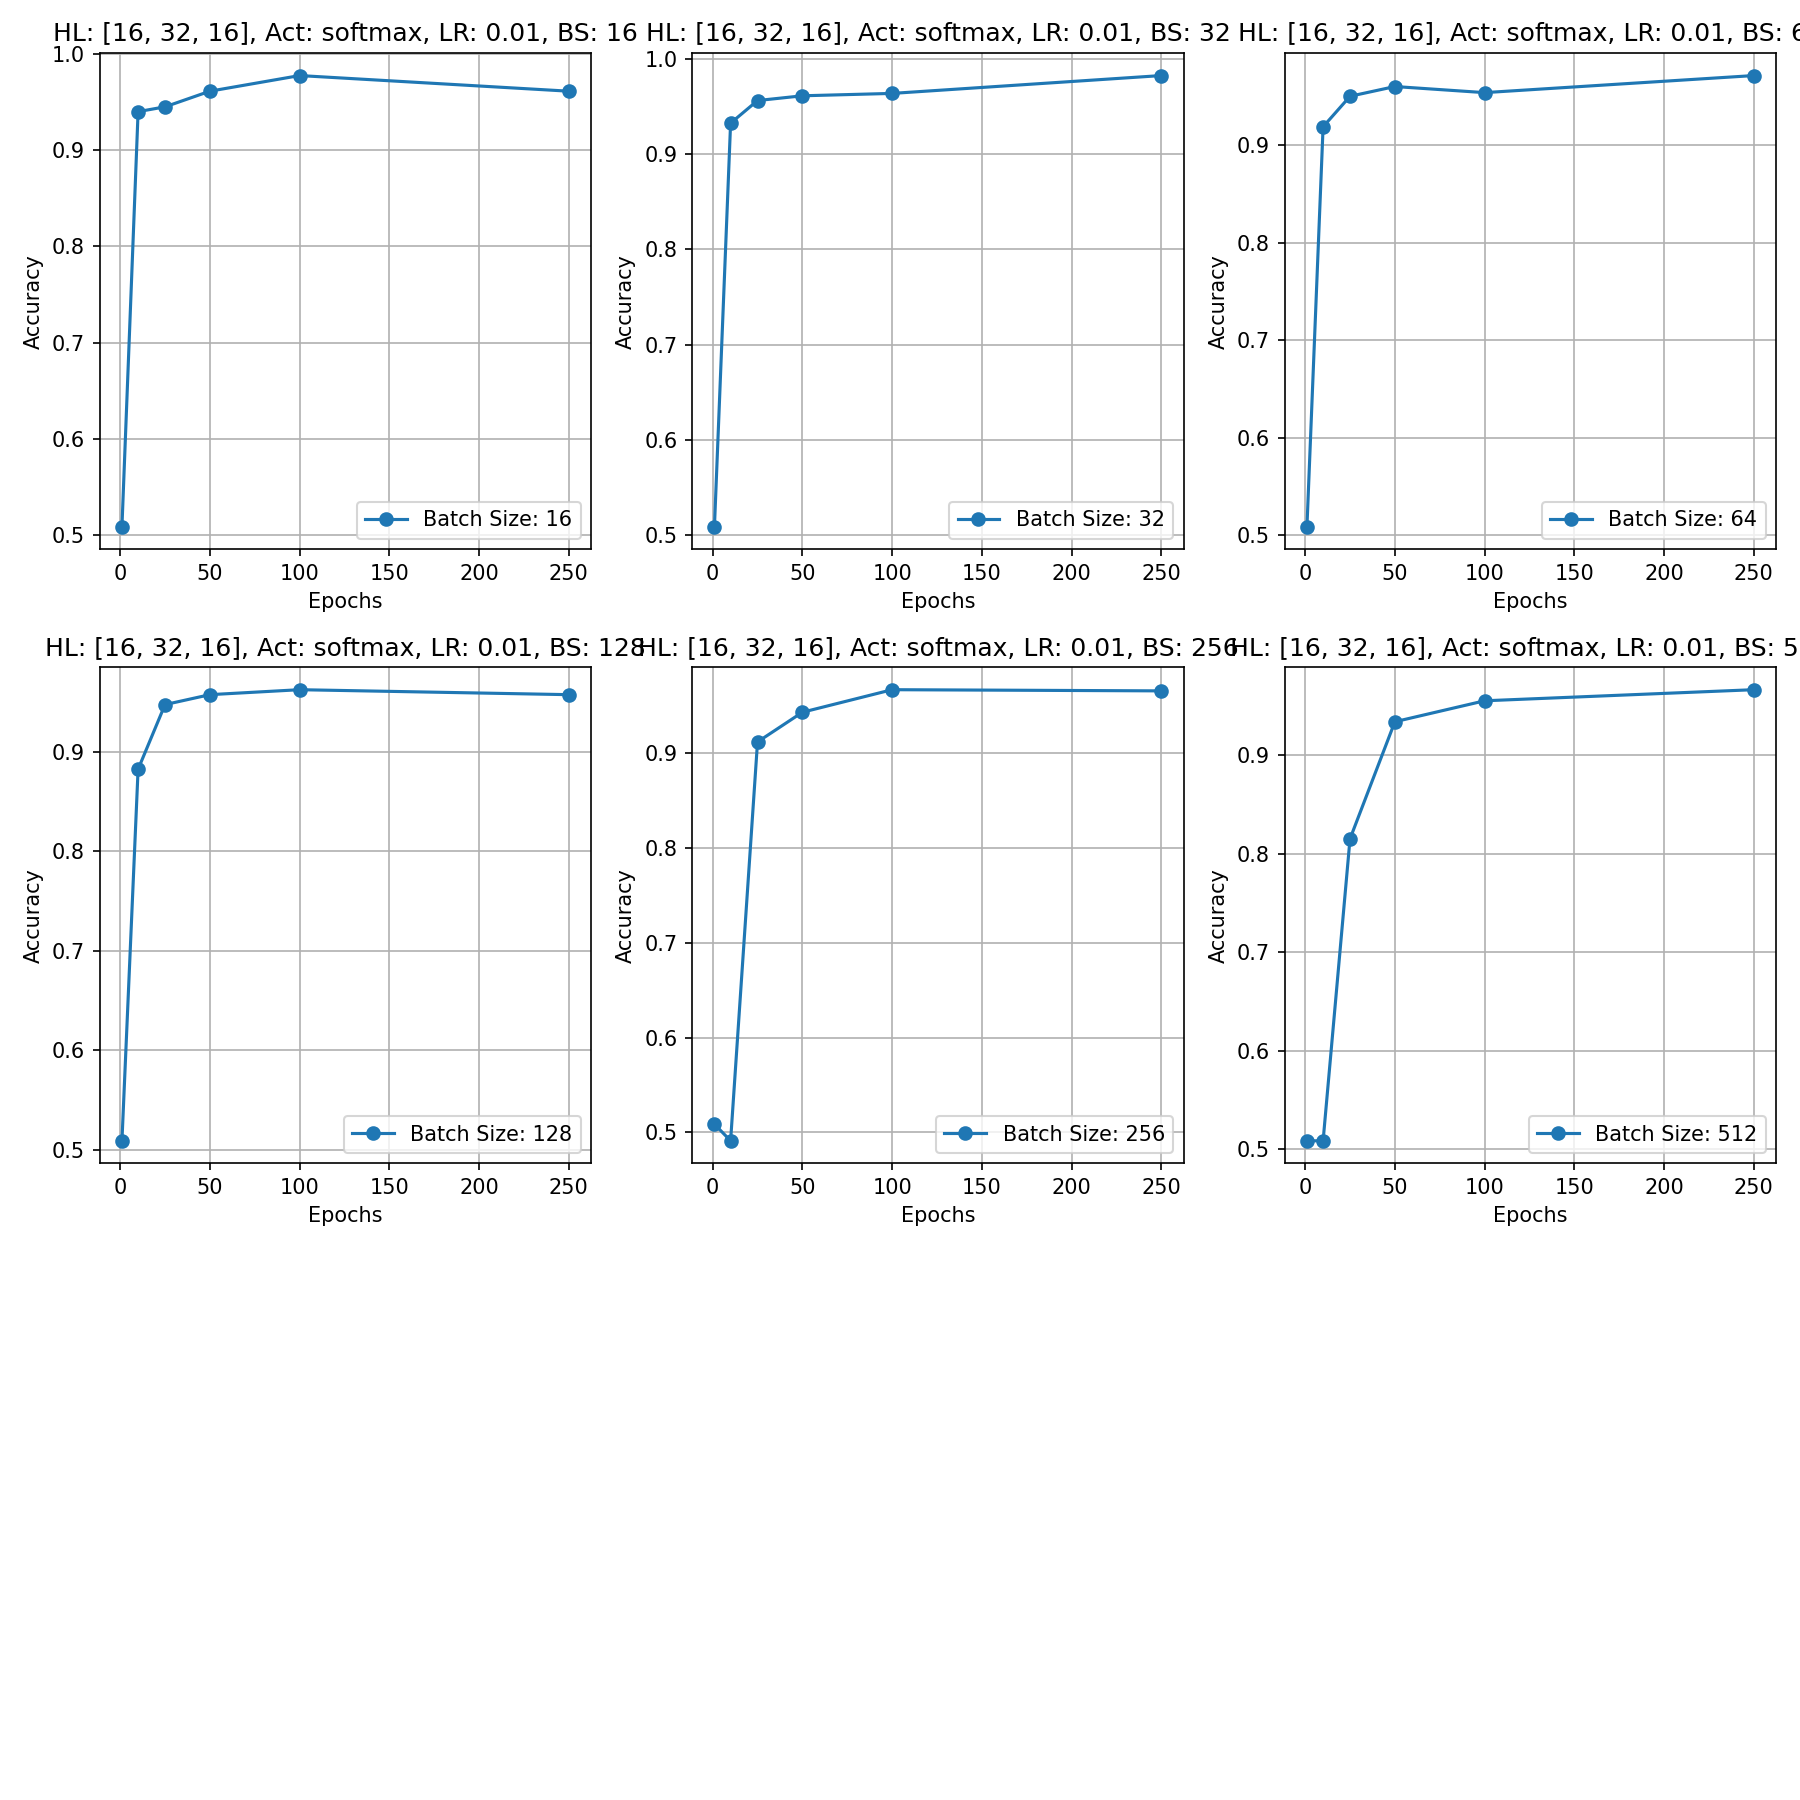 HL: [16, 32, 16], Act: softmax, LR: 0.01, BS: 16
1.0
0.9
0.8
0.7
0.6
0.5
Accuracy
Batch Size: 16
0 50 100 150 200 250
Epochs
HL: [16, 32, 16], Act: softmax, LR: 0.01, BS: 32
1.0
0.9
0.8
0.7
0.6
0.5
Accuracy
Batch Size: 32
0 50 100 150 200 250
Epochs
HL: [16, 32, 16], Act: softmax, LR: 0.01, BS: 6
0.9
0.8
0.7
0.6
0.5
Accuracy
Batch Size: 64
0 50 100 150 200 250
Epochs
HL: [16, 32, 16], Act: softmax, LR: 0.01, BS: 128
0.9
0.8
0.7
0.6
0.5
Accuracy
Batch Size: 128
0 50 100 150 200 250
Epochs
HL: [16, 32, 16], Act: softmax, LR: 0.01, BS: 256
0.9
0.8
0.7
0.6
0.5
Accuracy
Batch Size: 256
0 50 100 150 200 250
Epochs
HL: [16, 32, 16], Act: softmax, LR: 0.01, BS: 5
0.9
0.8
0.7
0.6
0.5
Accuracy
Batch Size: 512
0 50 100 150 200 250
Epochs